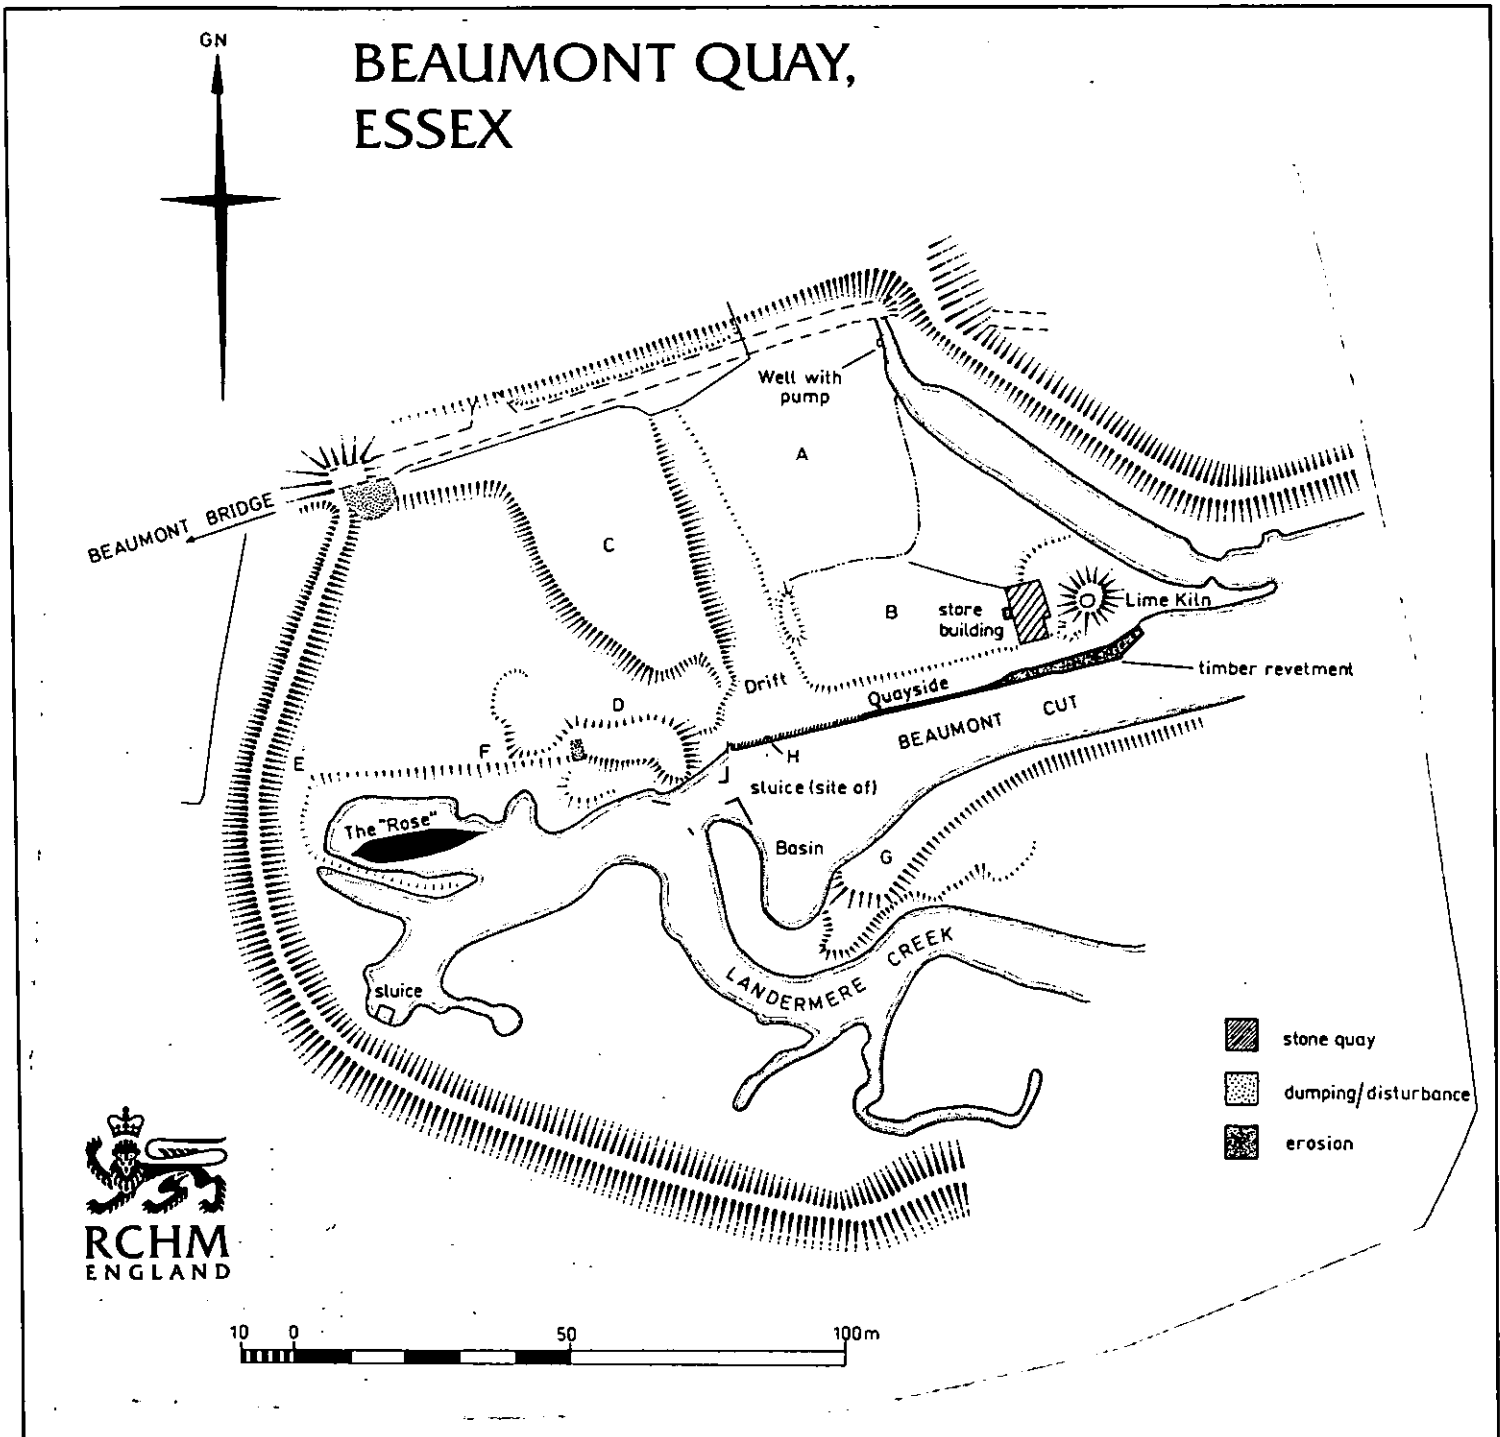 GN
BEAUMONT QUAY,
ESSEX
Well with
pump
A
BEAUMONT BRIDGE
C
B
store
building
Lime Kiln
timber revetment
Drift
Quayside
BEAUMONT CUT
D
H
F
E
sluice (site of)
The "Rose"
Basin
G
LANDERMERE CREEK
sluice
stone quay
dumping/disturbance
erosion
RCHM
ENGLAND
10 0 50 100m